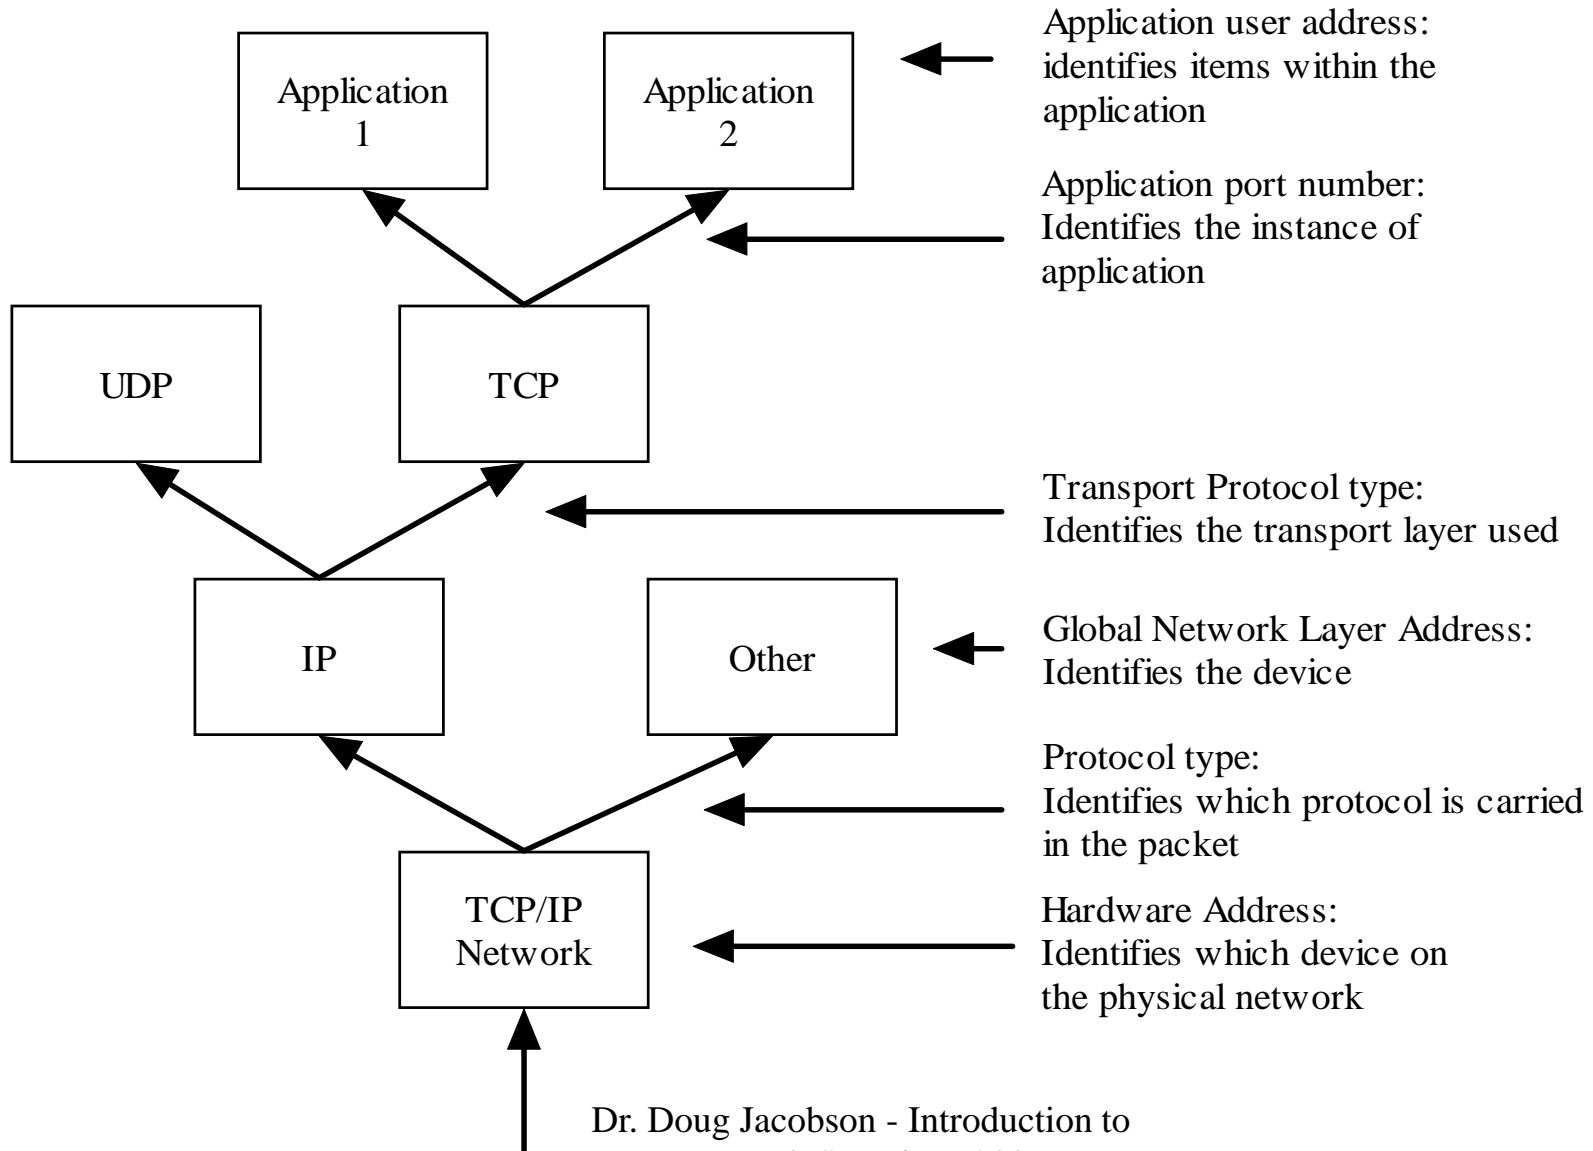 Application
1
Application
2
Application user address:
identifies items within the
application
Application port number:
Identifies the instance of
application
UDP
TCP
Transport Protocol type:
Identifies the transport layer used
IP
Other
Global Network Layer Address:
Identifies the device
Protocol type:
Identifies which protocol is carried
in the packet
TCP/IP
Network
Hardware Address:
Identifies which device on
the physical network
Dr. Doug Jacobson - Introduction to